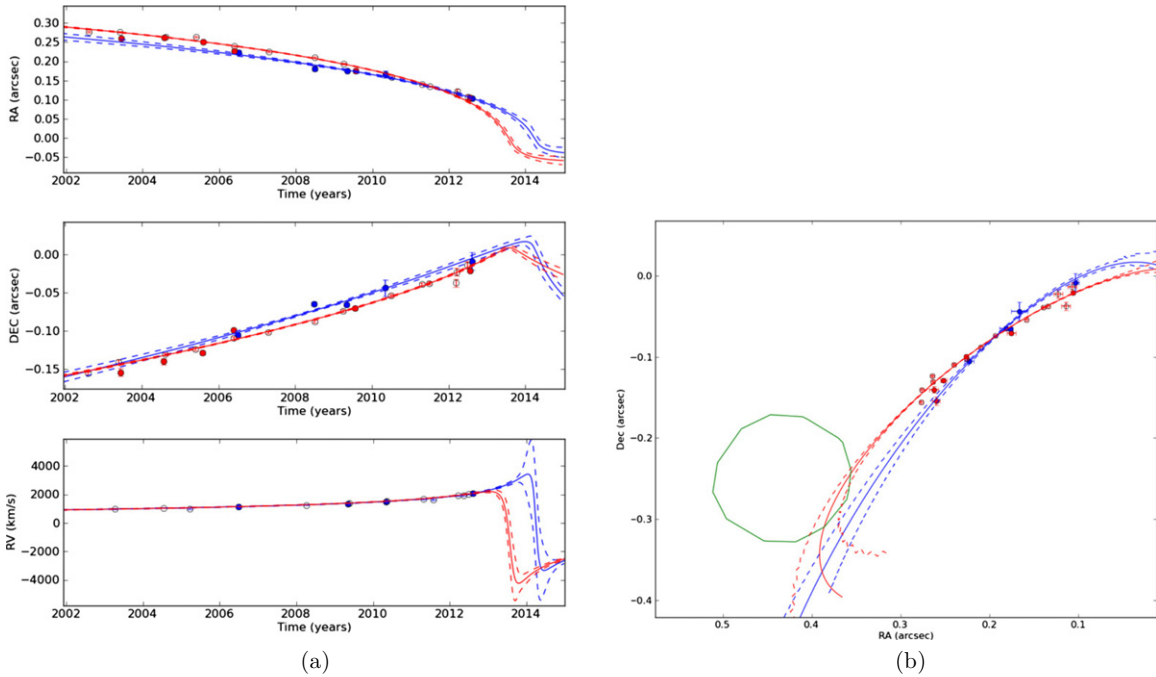 0.30
0.25
0.20
0.15
0.10
0.05
0.00
−0.05
RA (arcsec)
2002 2004 2006 2008 2010 2012 2014
Time (years)
0.00
−0.05
−0.10
−0.15
DEC (arcsec)
2002 2004 2006 2008 2010 2012 2014
Time (years)
4000
2000
0
−2000
−4000
RV (km/s)
2002 2004 2006 2008 2010 2012 2014
Time (years)
(a)
0.0
−0.1
−0.2
−0.3
−0.4
Dec (arcsec)
0.5 0.4 0.3 0.2 0.1
RA (arcsec)
(b)